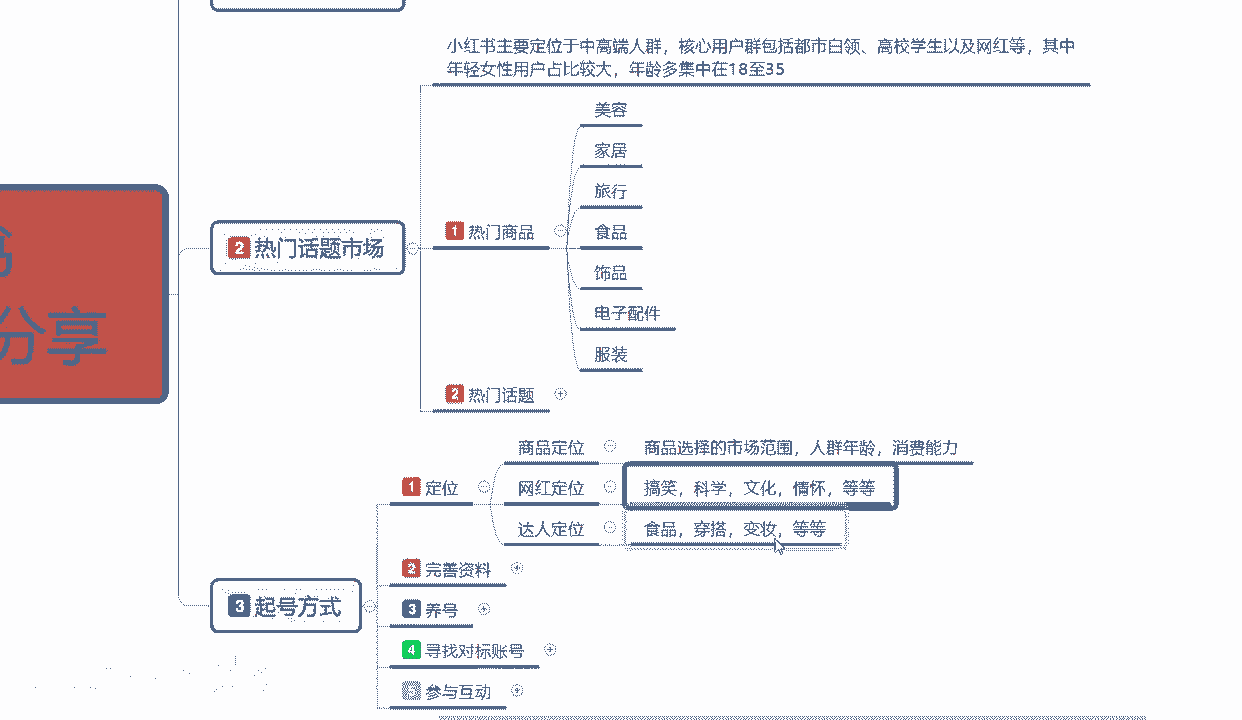 小红书主要定位于中高端人群，核心用户群包括都市白领、高校学生以及网红等，其中
年轻女性用户占比较大，年龄多集中在18至35
美容
家居
旅行
1 热门商品
食品
2 热门话题市场
饰品
电子配件
服装
分享
2 热门话题
商品定位
商品选择的市场范围，人群年龄，消费能力
1 定位
网红定位
搞笑，科学，文化，情怀，等等
达人定位
食品，穿搭，变妆，等等
2 完善资料
3 起号方式
3 养号
4 寻找对标账号
参与互动